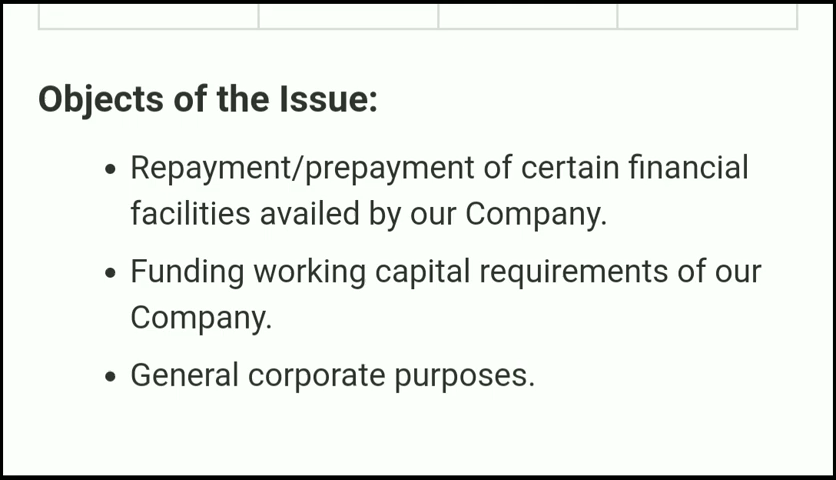 Objects of the Issue:
• Repayment/prepayment of certain financial
facilities availed by our Company.
• Funding working capital requirements of our
Company.
• General corporate purposes.